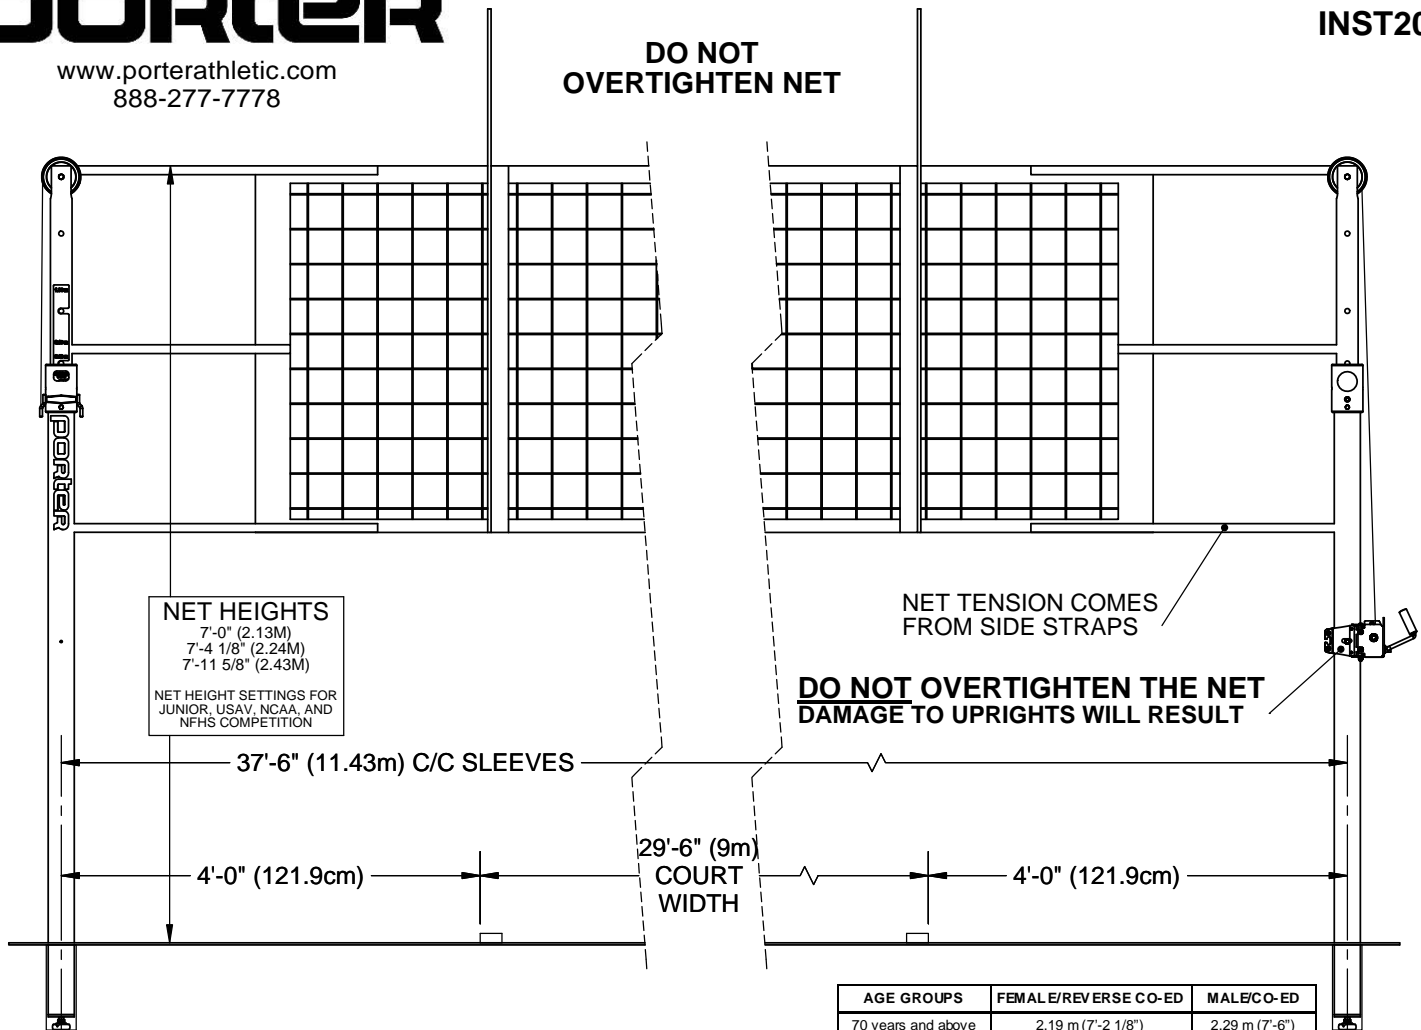 PORTER
www.porterathletic.com
888-277-7778
DO NOT
OVERTIGHTEN NET
INST20
PORTER
NET HEIGHTS
7'-0" (2.13M)
7'-4 1/8" (2.24M)
7'-11 5/8" (2.43M)
NET HEIGHT SETTINGS FOR
JUNIOR, USAV, NCAA, AND
NFHS COMPETITION
NET TENSION COMES
FROM SIDE STRAPS
DO NOT OVERTIGHTEN THE NET
DAMAGE TO UPRIGHTS WILL RESULT
37'-6" (11.43m) C/C SLEEVES
4'-0" (121.9cm)
29'-6" (9m)
COURT
WIDTH
4'-0" (121.9cm)
AGE GROUPS FEMALE/REVERSE CO-ED MALE/CO-ED
70 years and above 2.19 m (7'-2 1/8") 2.29 m (7'-6")